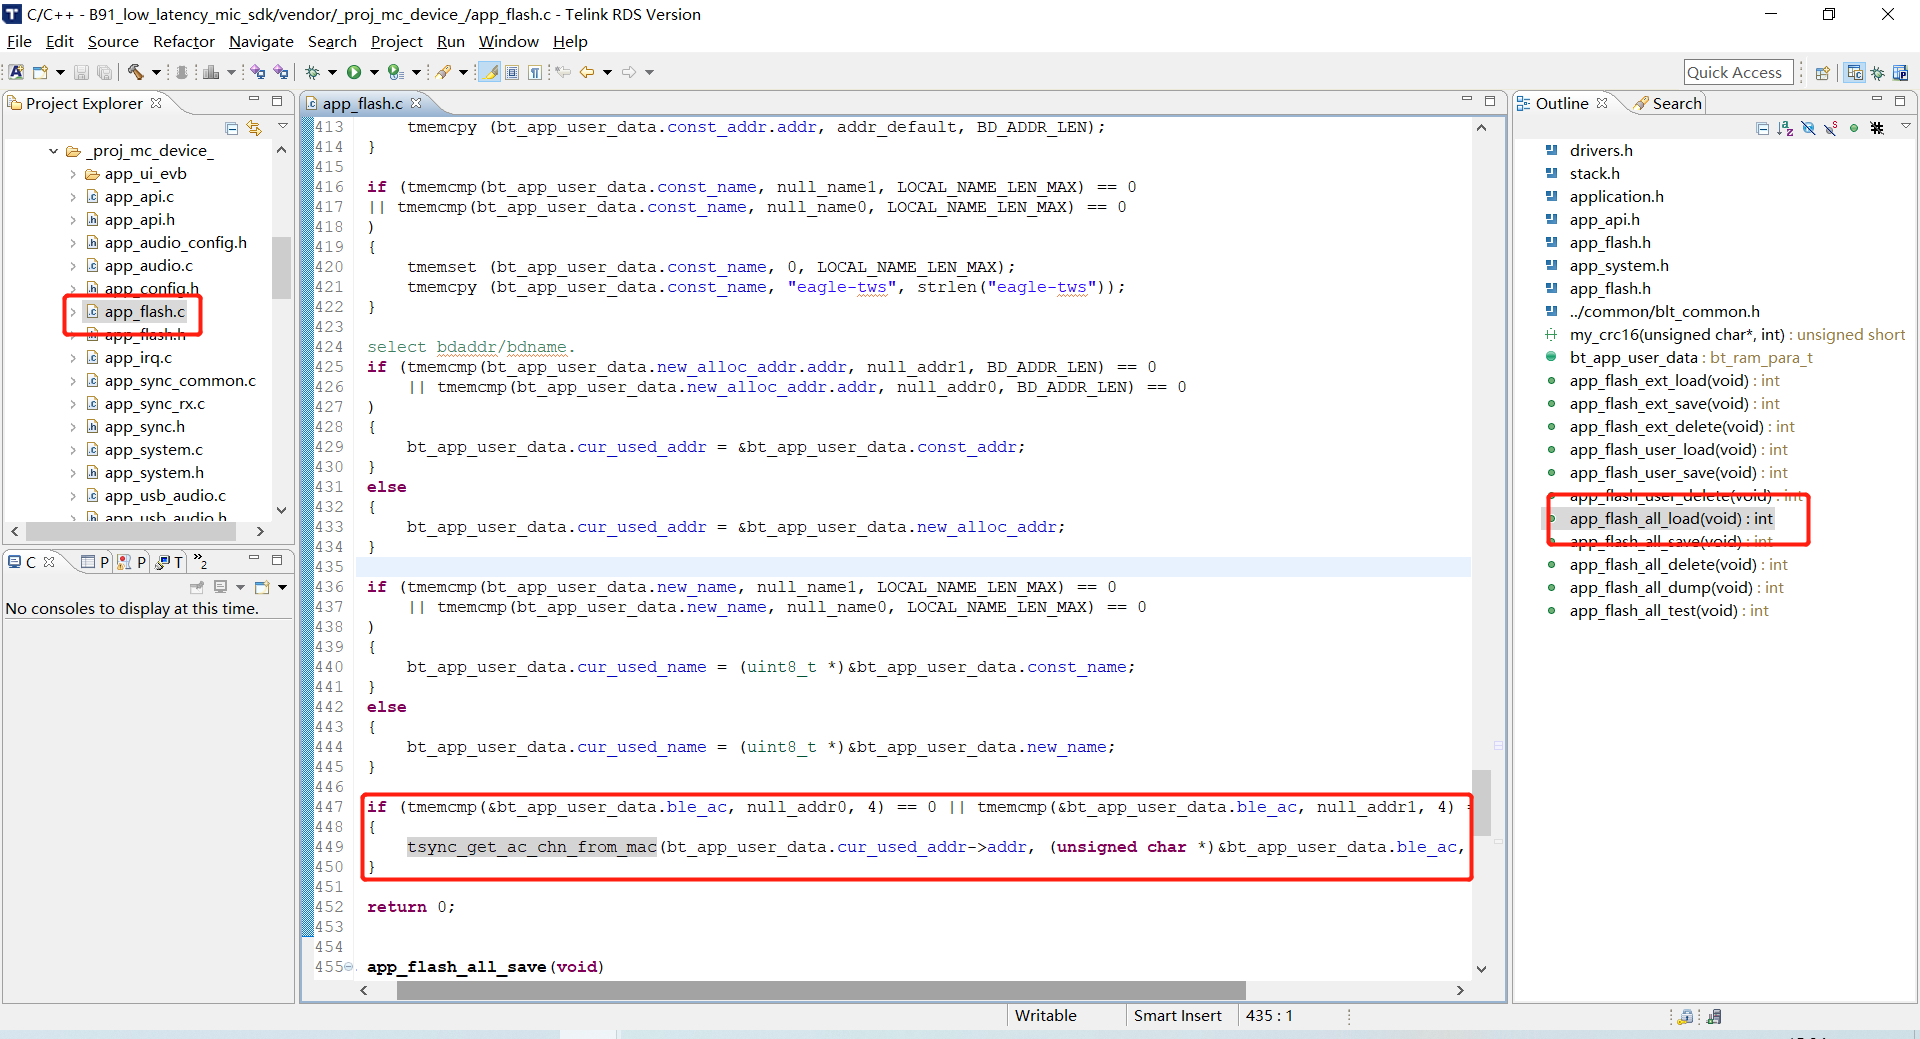 C/C++ - B91_low_latency_mic_sdk/vendor/_proj_mc_device_/app_flash.c - Telink RDS Version
File Edit Source Refactor Navigate Search Project Run Window Help
Quick Access
Project Explorer
_proj_mc_device_
app_ui_evb
app_api.c
app_api.h
app_audio_config.h
app_audio.c
app_config.h
app_flash.c
app_flash.h
app_irq.c
app_sync_common.c
app_sync_rx.c
app_sync.h
app_system.c
app_system.h
app_usb_audio.c
app_usb_audio.h
C P P T »2
No consoles to display at this time.
app_flash.c
413 tmemcpy (bt_app_user_data.const_addr.addr, addr_default, BD_ADDR_LEN);
414 }
415
416 if (tmemcmp(bt_app_user_data.const_name, null_name1, LOCAL_NAME_LEN_MAX) == 0
417 || tmemcmp(bt_app_user_data.const_name, null_name0, LOCAL_NAME_LEN_MAX) == 0
418 )
419 {
420 tmemset (bt_app_user_data.const_name, 0, LOCAL_NAME_LEN_MAX);
421 tmemcpy (bt_app_user_data.const_name, "eagle-tws", strlen("eagle-tws"));
422 }
423
424 select bdaddr/bdname.
425 if (tmemcmp(bt_app_user_data.new_alloc_addr.addr, null_addr1, BD_ADDR_LEN) == 0
426 || tmemcmp(bt_app_user_data.new_alloc_addr.addr, null_addr0, BD_ADDR_LEN) == 0
427 )
428 {
429 bt_app_user_data.cur_used_addr = &bt_app_user_data.const_addr;
430 }
431 else
432 {
433 bt_app_user_data.cur_used_addr = &bt_app_user_data.new_alloc_addr;
434 }
435
436 if (tmemcmp(bt_app_user_data.new_name, null_name1, LOCAL_NAME_LEN_MAX) == 0
437 || tmemcmp(bt_app_user_data.new_name, null_name0, LOCAL_NAME_LEN_MAX) == 0
438 )
439 {
440 bt_app_user_data.cur_used_name = (uint8_t *)&bt_app_user_data.const_name;
441 }
442 else
443 {
444 bt_app_user_data.cur_used_name = (uint8_t *)&bt_app_user_data.new_name;
445 }
446
447 if (tmemcmp(&bt_app_user_data.ble_ac, null_addr0, 4) == 0 || tmemcmp(&bt_app_user_data.ble_ac, null_addr1, 4) =
448 {
449 tsync_get_ac_chn_from_mac(bt_app_user_data.cur_used_addr->addr, (unsigned char *)&bt_app_user_data.ble_ac,
450 }
451
452 return 0;
453
454
455 app_flash_all_save(void)
Writable Smart Insert 435 : 1
Outline Search
drivers.h
stack.h
application.h
app_api.h
app_flash.h
app_system.h
app_flash.h
../common/blt_common.h
my_crc16(unsigned char*, int) : unsigned short
bt_app_user_data : bt_ram_para_t
app_flash_ext_load(void) : int
app_flash_ext_save(void) : int
app_flash_ext_delete(void) : int
app_flash_user_load(void) : int
app_flash_user_save(void) : int
app_flash_user_delete(void) : int
app_flash_all_load(void) : int
app_flash_all_save(void) : int
app_flash_all_delete(void) : int
app_flash_all_dump(void) : int
app_flash_all_test(void) : int